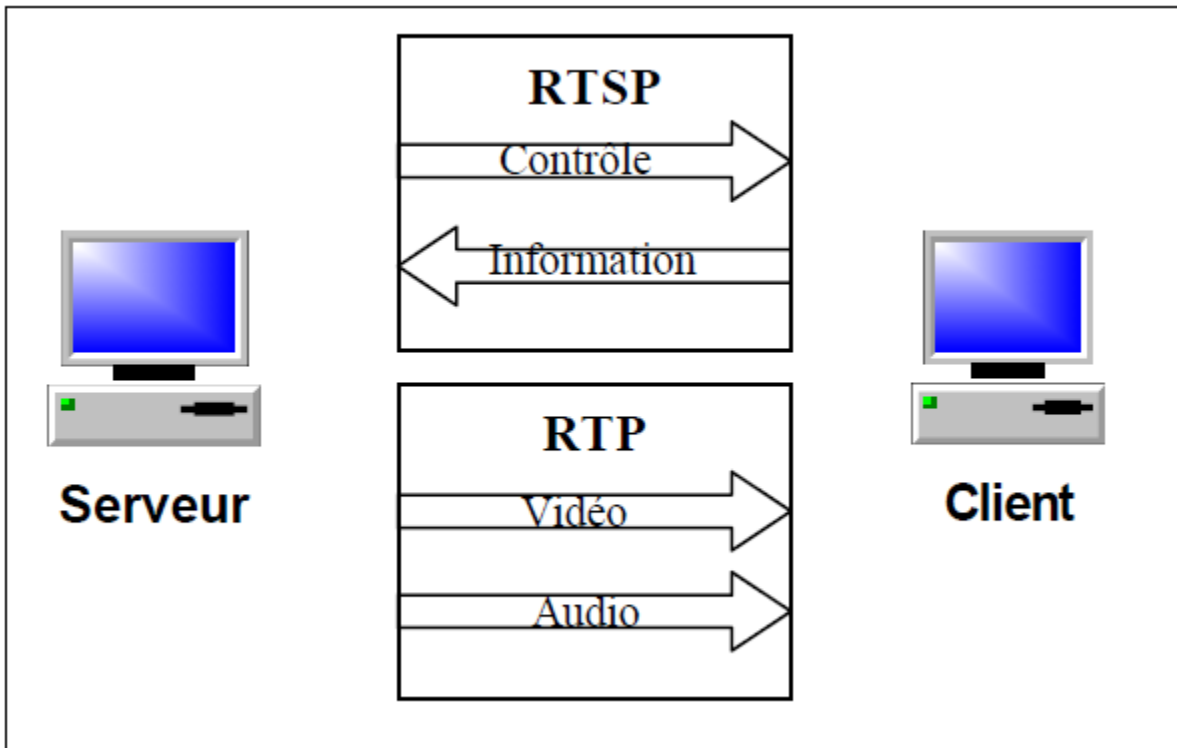 RTSP
Contrôle
Information
Serveur
Client
RTP
Vidéo
Audio